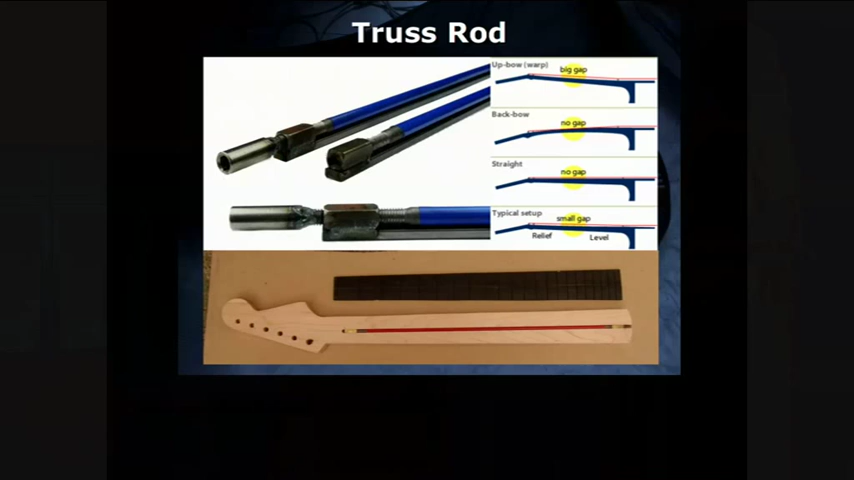 Truss Rod
Up-bow (warp)
big gap
Back-bow
no gap
Straight
no gap
Typical setup
small gap
Relief
Level